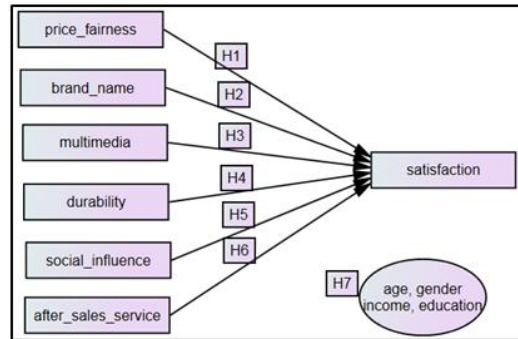 price_fairness
H1
brand_name
H2
multimedia
H3
satisfaction
durability
H4
H5
social_influence
H6
H7
age, gender
income, education
after_sales_service